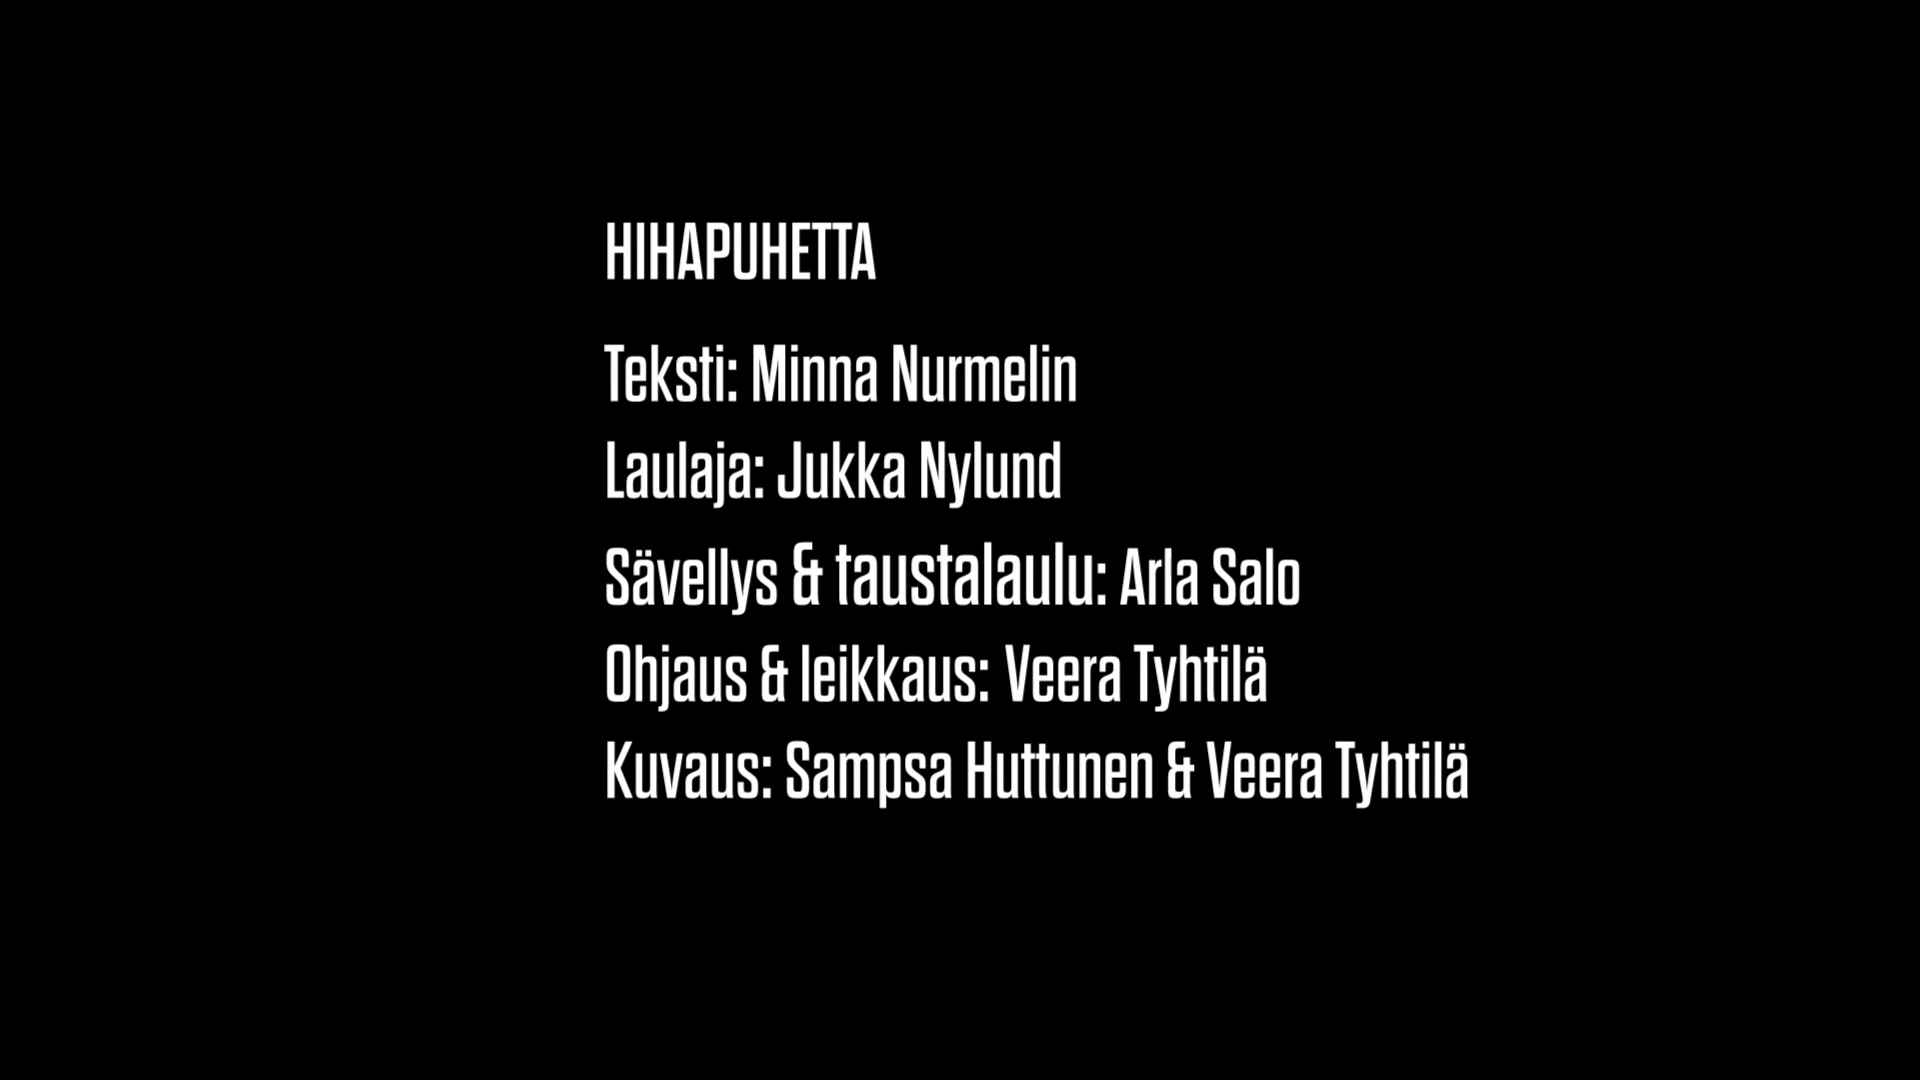 HIHAPUHETTA
Teksti: Minna Nurmelin
Laulaja: Jukka Nylund
Sävellys & taustalaulu: Arla Salo
Ohjaus & leikkaus: Veera Tyhtilä
Kuvaus: Sampsa Huttunen & Veera Tyhtilä